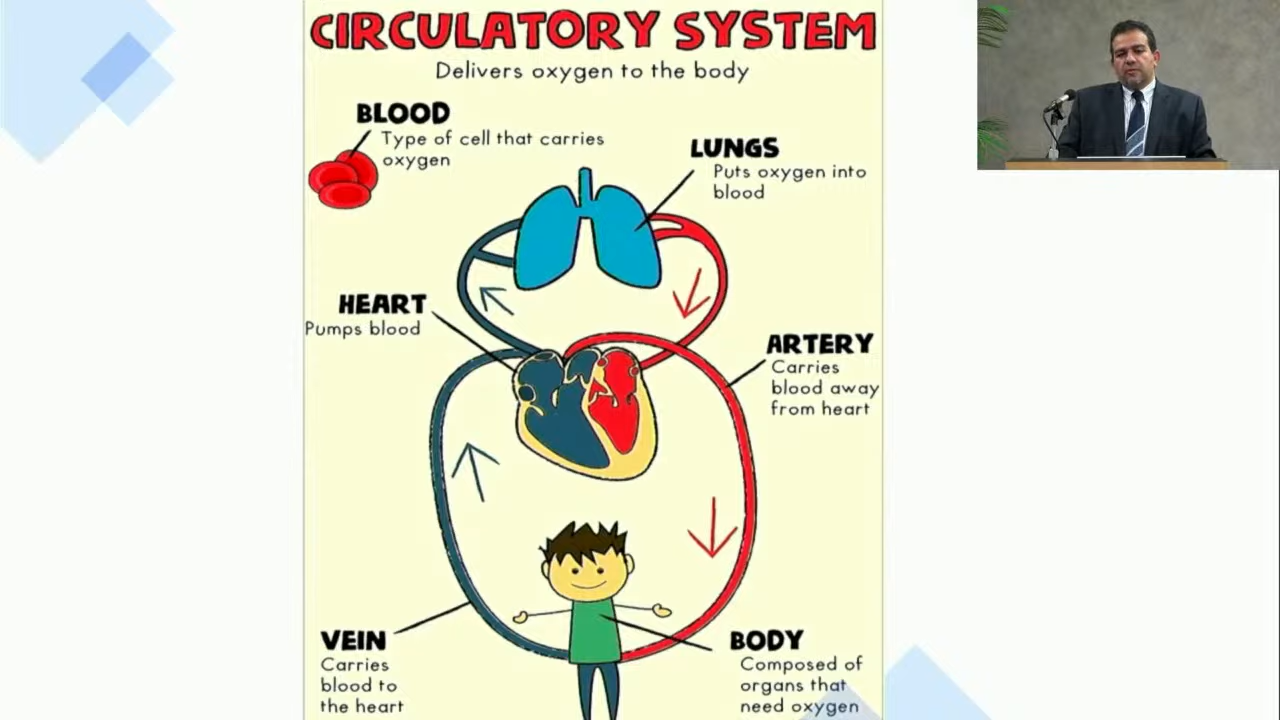 CIRCULATORY SYSTEM
Delivers oxygen to the body
BLOOD
Type of cell that carries
oxygen
LUNGS
Puts oxygen into
blood
HEART
Pumps blood
ARTERY
Carries
blood away
from heart
VEIN
Carries
blood to
the heart
BODY
Composed of
organs that
need oxygen